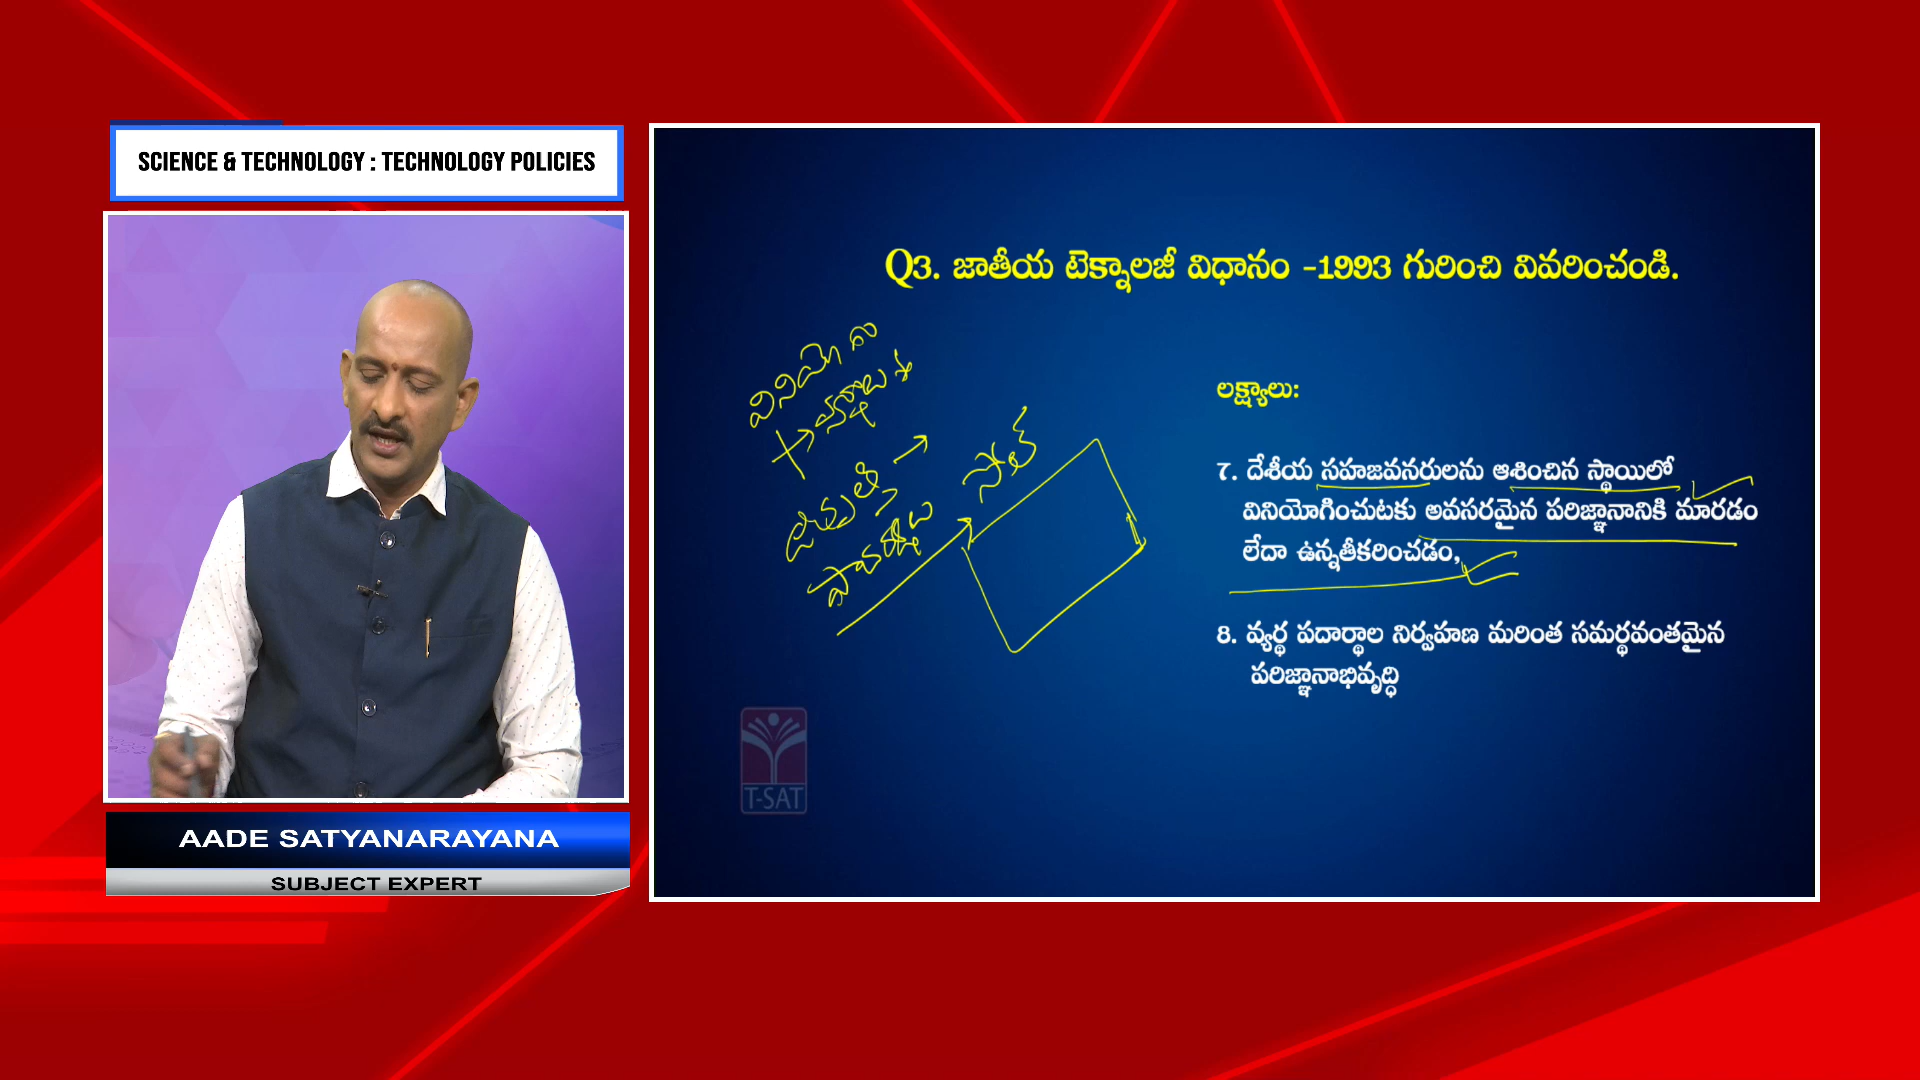 SCIENCE & TECHNOLOGY : TECHNOLOGY POLICIES
Q3. జాతీయ టెక్నాలజీ విధానం -1993 గురించి వివరించండి.
లక్ష్యాలు:
7. దేశీయ సహజవనరులను ఆశించిన స్థాయిలో
వినియోగించుటకు అవసరమైన పరిజ్ఞానానికి మారడం
లేదా ఉన్నతీకరించడం,
8. వ్యర్థ పదార్థాల నిర్వహణ మరింత సమర్థవంతమైన
పరిజ్ఞానాభివృద్ధి
సోలార్
T-SAT
AADE SATYANARAYANA
SUBJECT EXPERT